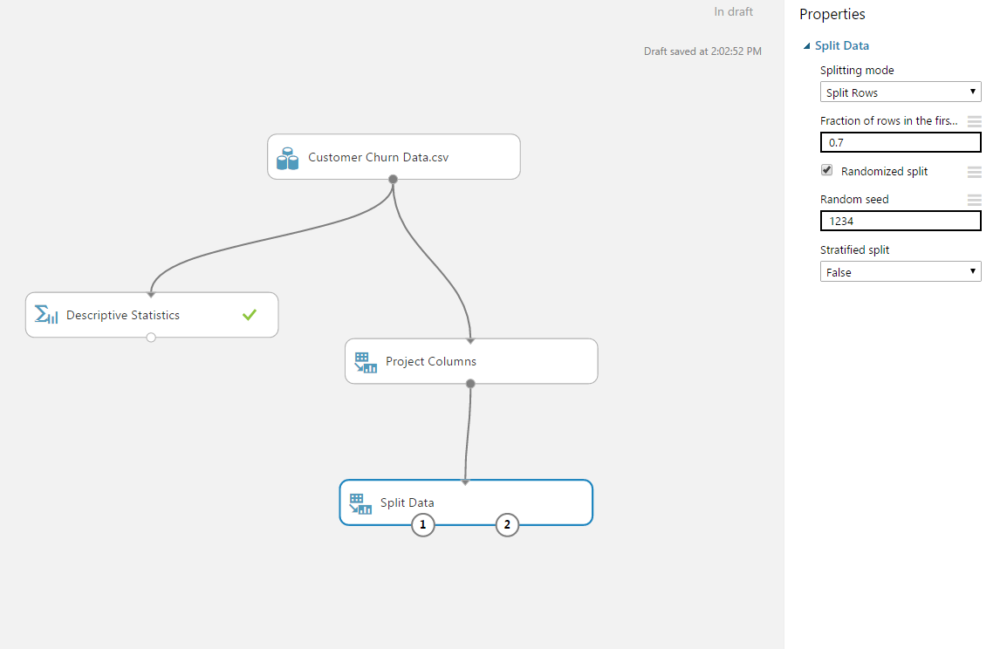 In draft
Draft saved at 2:02:52 PM
Customer Churn Data.csv
Descriptive Statistics
Project Columns
Split Data
1
2
Properties
Split Data
Splitting mode
Split Rows
Fraction of rows in the firs...
0.7
Randomized split
Random seed
1234
Stratified split
False